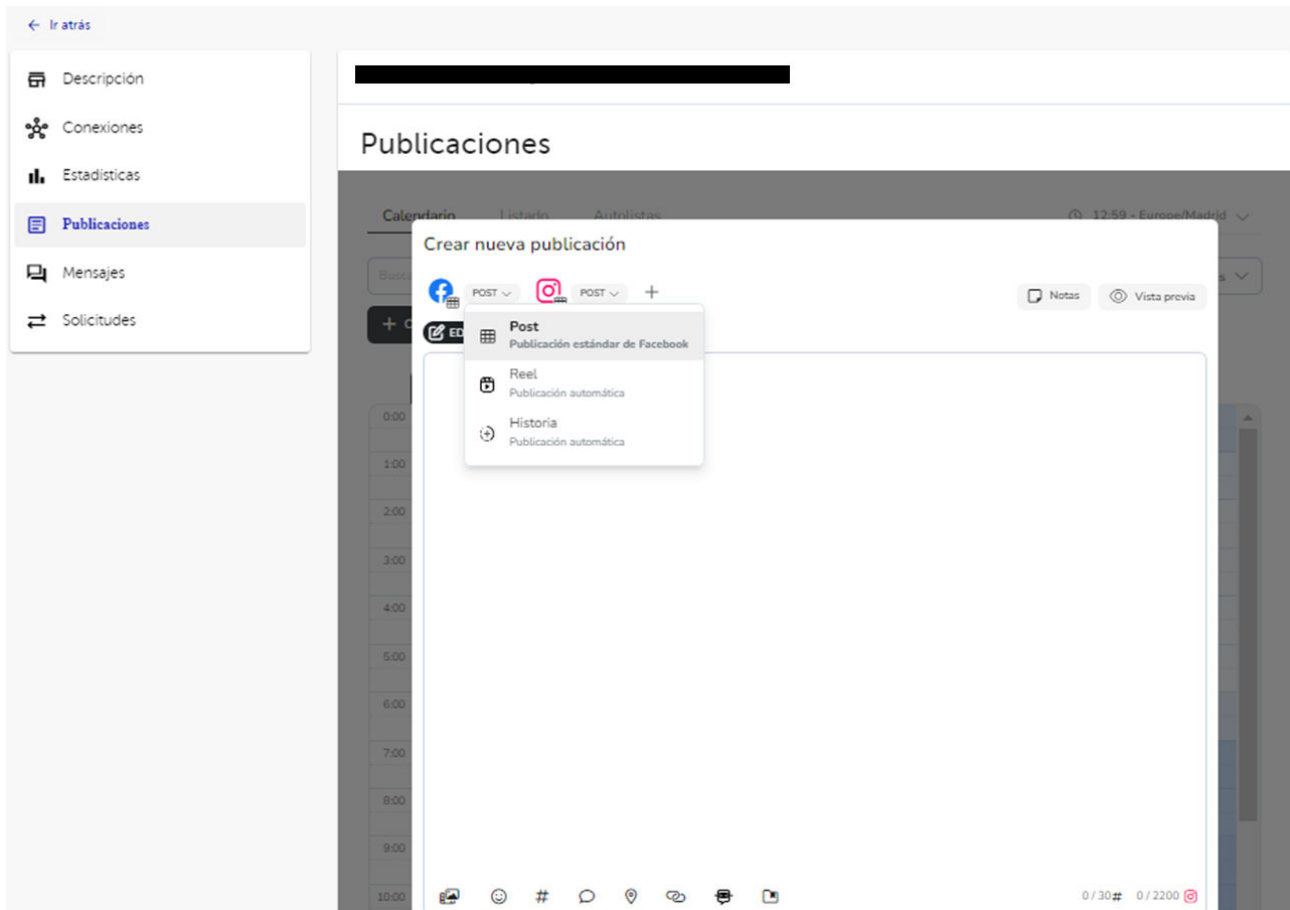 Ir atrás
Descripción
Conexiones
Estadísticas
Publicaciones
Mensajes
Solicitudes
Publicaciones
Calendario Listado Autolistas 12:59 - Europe/Madrid
Crear nueva publicación
POST POST Notas Vista previa
Post
Publicación estándar de Facebook
Reel
Publicación automática
Historia
Publicación automática
0:00
1:00
2:00
3:00
4:00
5:00
6:00
7:00
8:00
9:00
10:00
0/30# 0/2200